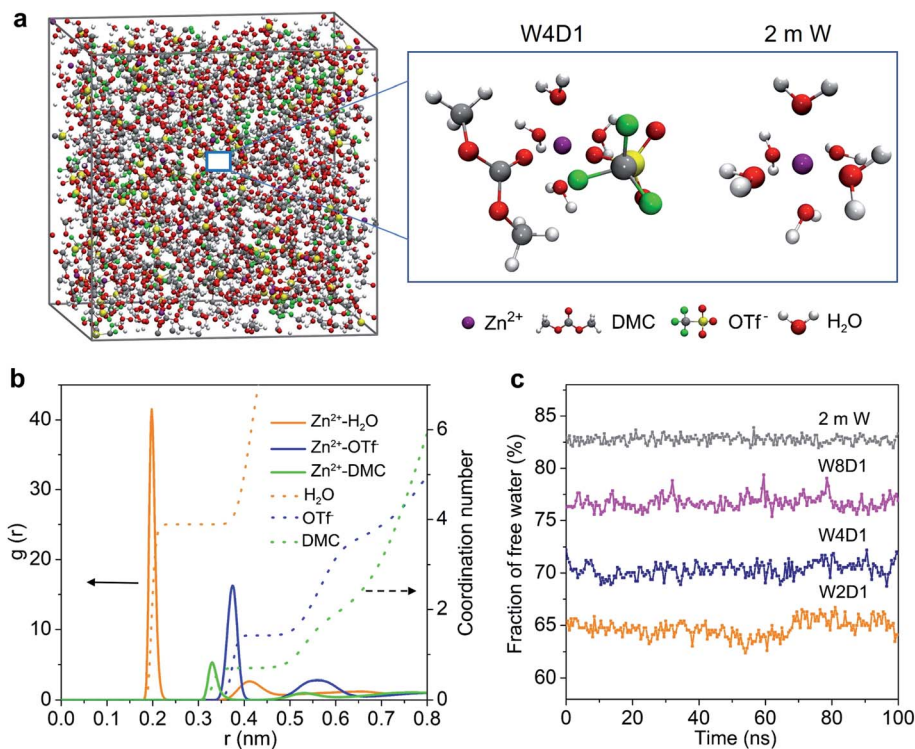 a
W4D1
2 m W
Zn²⁺
DMC
OTf⁻
H₂O
b
g (r)
40
30
20
10
0
0.0 0.1 0.2 0.3 0.4 0.5 0.6 0.7 0.8
r (nm)
Zn²⁺-H₂O
Zn²⁺-OTf⁻
Zn²⁺-DMC
H₂O
OTf⁻
DMC
6
4
2
0
Coordination number
c
Fraction of free water (%)
85
80
75
70
65
60
2 m W
W8D1
W4D1
W2D1
0 20 40 60 80 100
Time (ns)